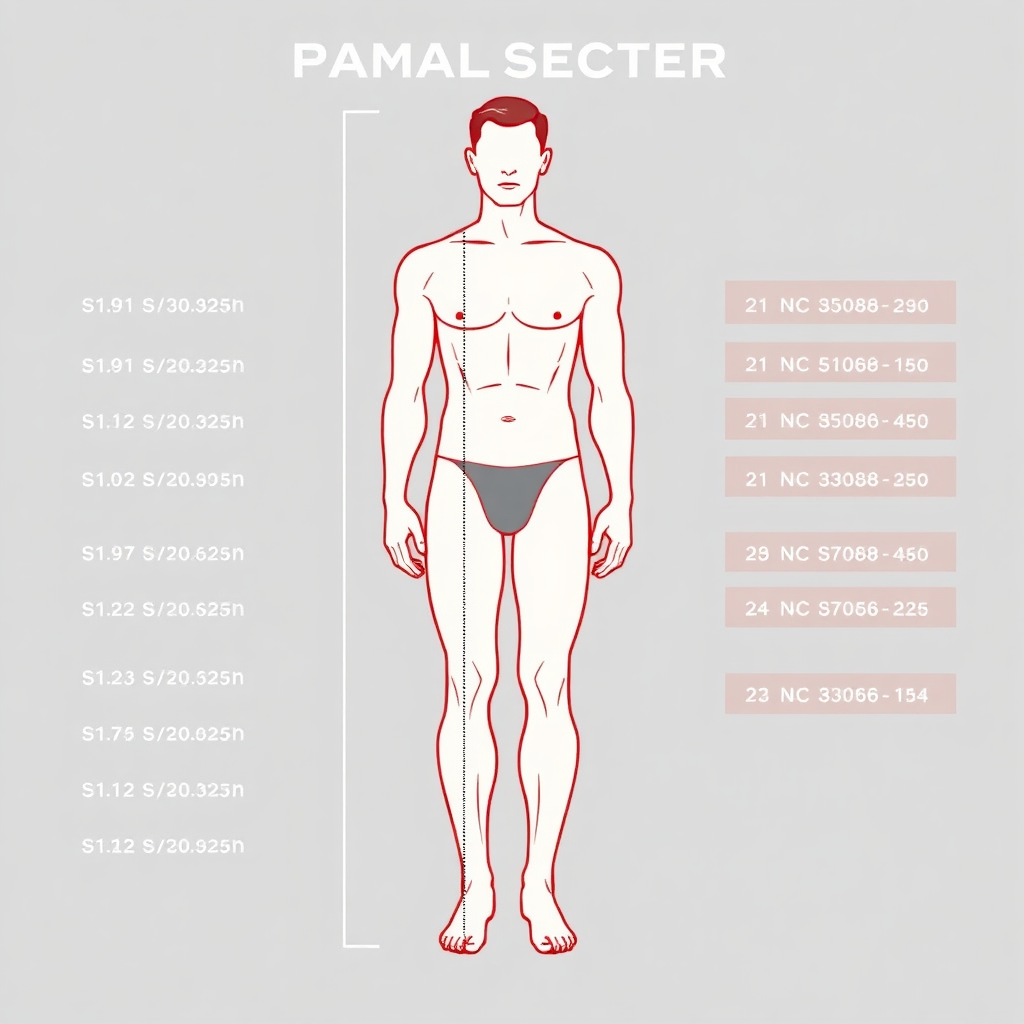 PAMAL SECTER
S1.91 S/30.325n
S1.91 S/20.325n
S1.12 S/20.325n
S1.02 S/20.905n
S1.97 S/20.625n
S1.22 S/20.525n
S1.23 S/20.525n
S1.75 S/20.825n
S1.12 S/20.325n
S1.12 S/20.925n
21 NC 35088-290
21 NC 51066-150
21 NC 35086-450
21 NC 33088-250
29 NC S7088-450
24 NC S7056-225
23 NC 33066-154